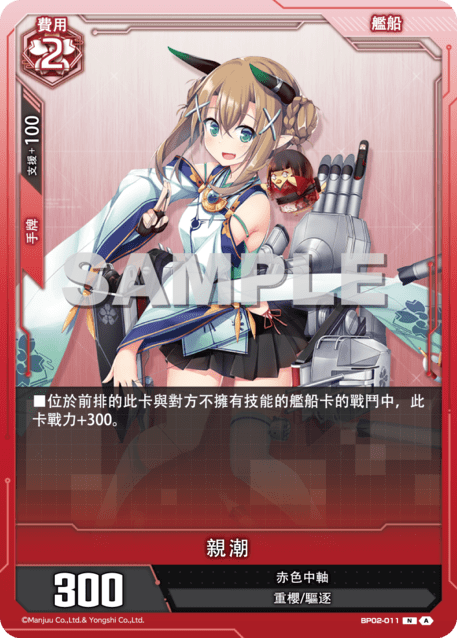 費用
2
艦船
支援+100
手牌
SAMPLE
■位於前排的此卡與對方不擁有技能的艦船卡的戰鬥中，此
卡戰力+300。
親潮
300
赤色中軸
重櫻/驅逐
©Manjuu Co.,Ltd.& Yongshi Co.,Ltd.
BP02-011 N A